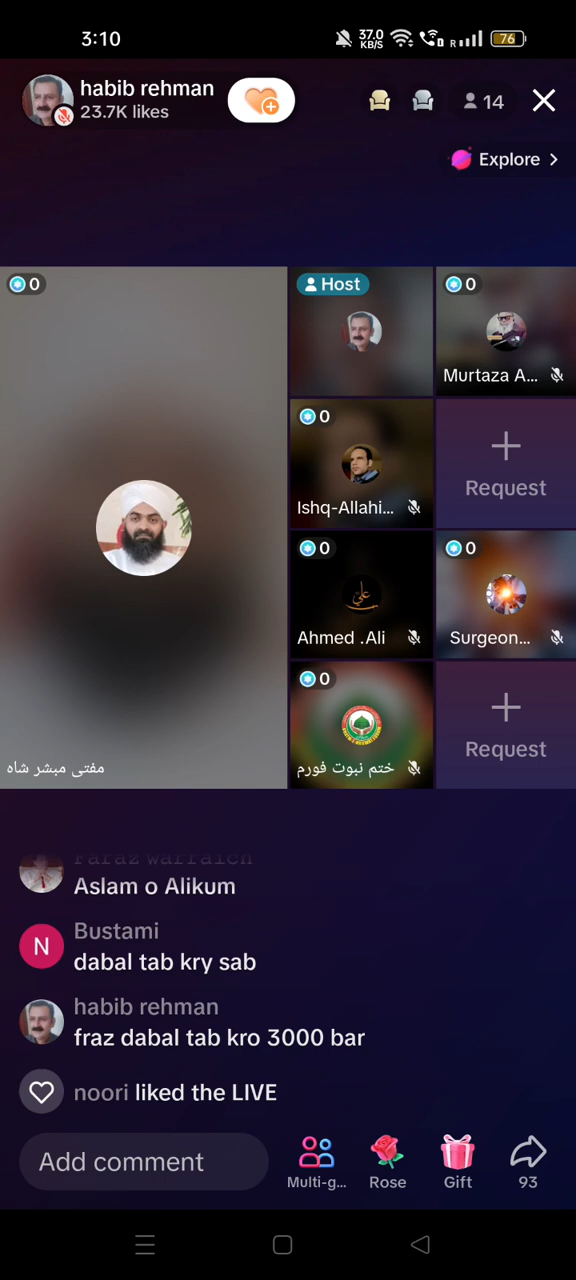 3:10
37.0
KB/S
R
76
habib rehman
23.7K likes
14
Explore
0
Host
0
Murtaza A...
0
Ishq-Allahi...
Request
0
Ahmed .Ali
0
Surgeon...
0
ختم نبوت فورم
Request
مفتی مبشر شاہ
Faraz warraich
Aslam o Alikum
N
Bustami
dabal tab kry sab
habib rehman
fraz dabal tab kro 3000 bar
noori liked the LIVE
Add comment
Multi-g...
Rose
Gift
93